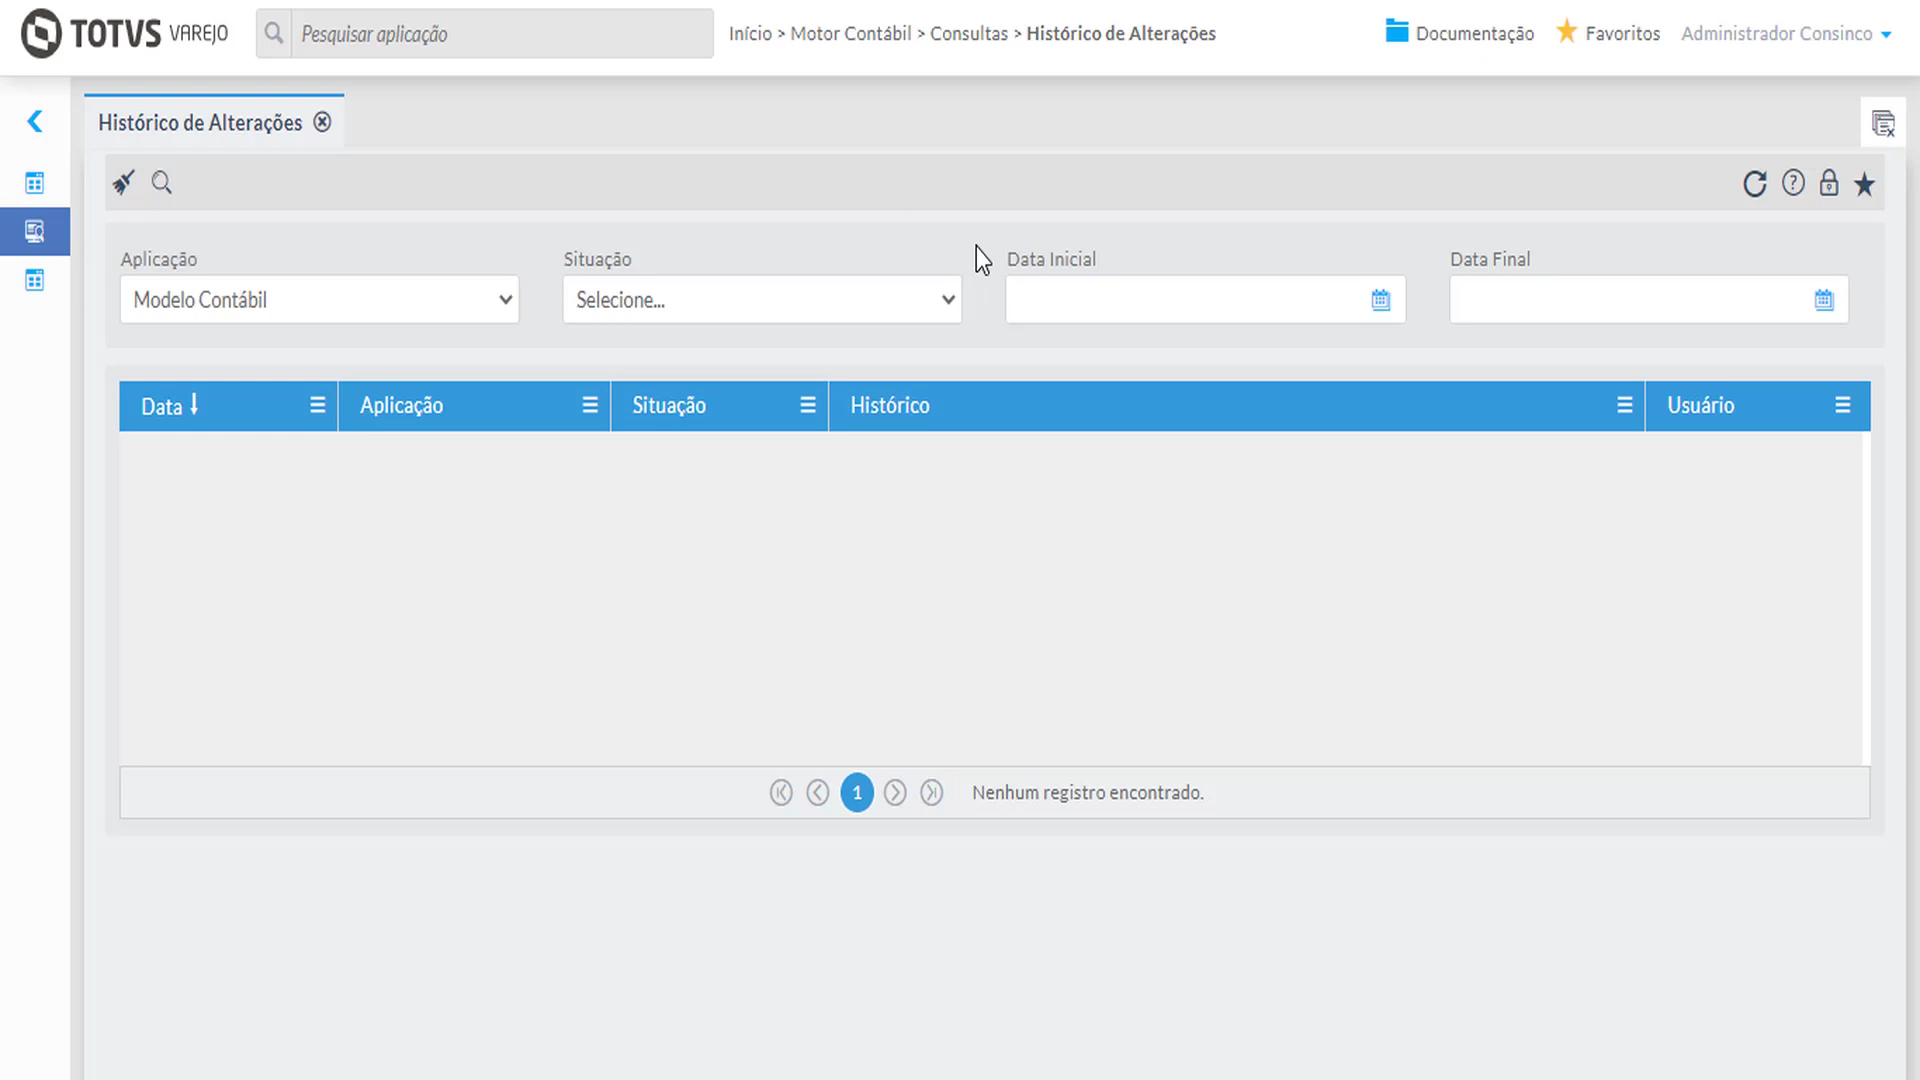 TOTVS VAREJO
Pesquisar aplicação
Início > Motor Contábil > Consultas > Histórico de Alterações
Documentação
Favoritos
Administrador Consinco
Histórico de Alterações
Aplicação
Situação
Data Inicial
Data Final
Modelo Contábil
Selecione...
Data
Aplicação
Situação
Histórico
Usuário
1
Nenhum registro encontrado.